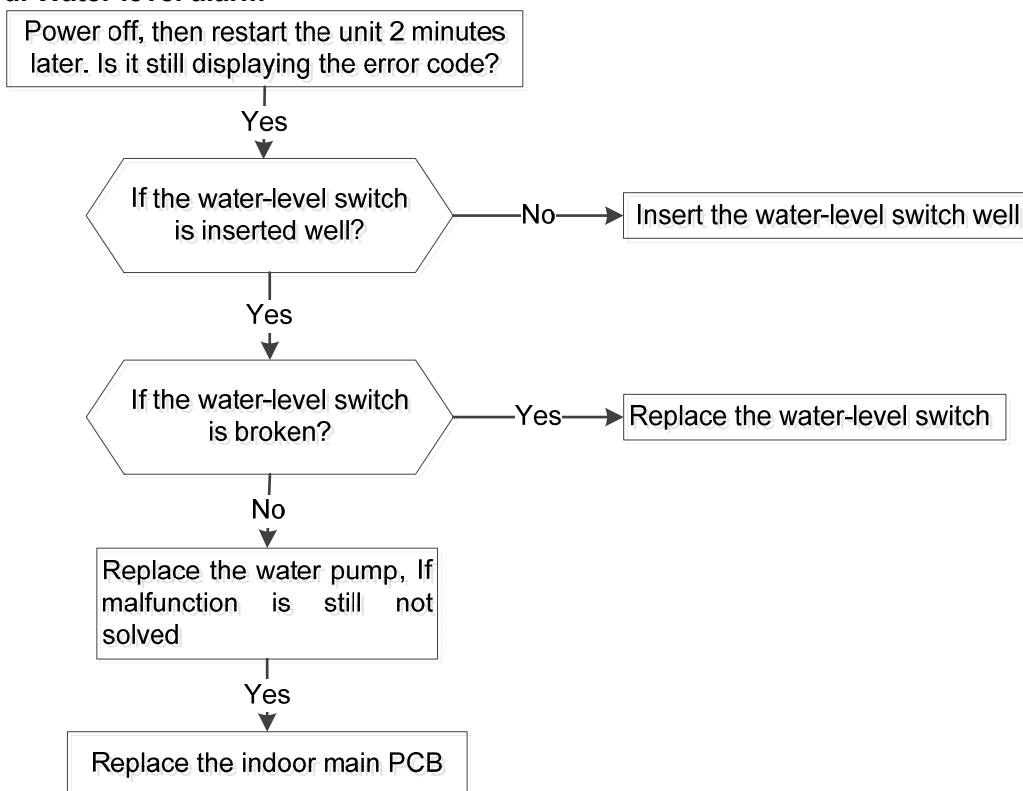 Power off, then restart the unit 2 minutes
later. Is it still displaying the error code?
Yes
If the water-level switch
is inserted well?
No
Insert the water-level switch well
Yes
If the water-level switch
is broken?
Yes
Replace the water-level switch
No
Replace the water pump, If
malfunction is still not
solved
Yes
Replace the indoor main PCB